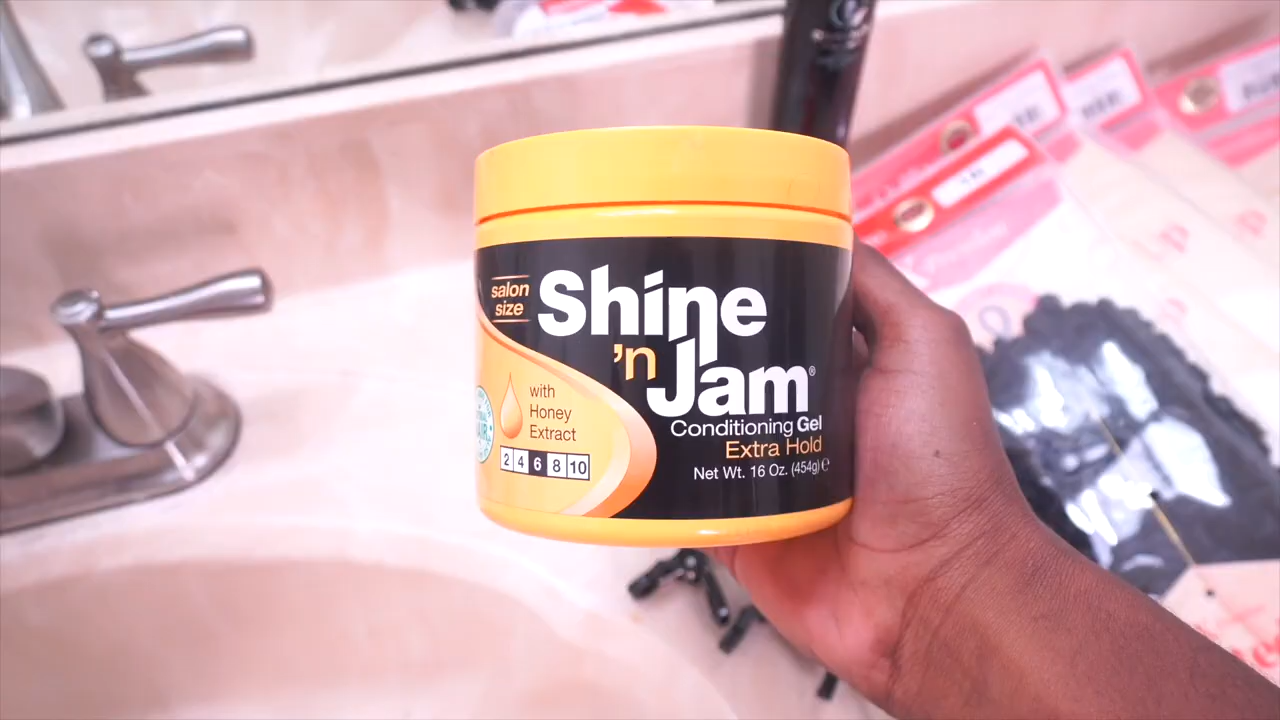 salon
size
Shine
'n
Jam®
Conditioning Gel
Extra Hold
Net Wt. 16 Oz. (454g) ℮
with
Honey
Extract
2 4 6 8 10